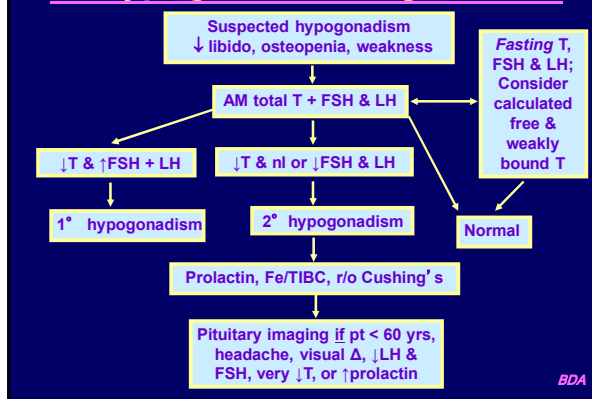 Suspected hypogonadism
↓ libido, osteopenia, weakness
Fasting T,
FSH & LH;
Consider
calculated
free &
weakly
bound T
AM total T + FSH & LH
↓T & ↑FSH + LH
↓T & nl or ↓FSH & LH
1° hypogonadism
2° hypogonadism
Normal
Prolactin, Fe/TIBC, r/o Cushing's
Pituitary imaging if pt < 60 yrs,
headache, visual Δ, ↓LH &
FSH, very ↓T, or ↑prolactin
BDA